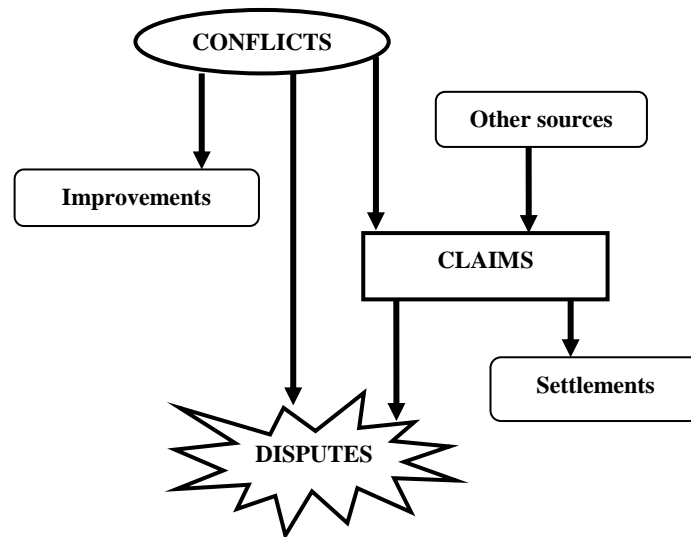 CONFLICTS
Other sources
Improvements
CLAIMS
Settlements
DISPUTES